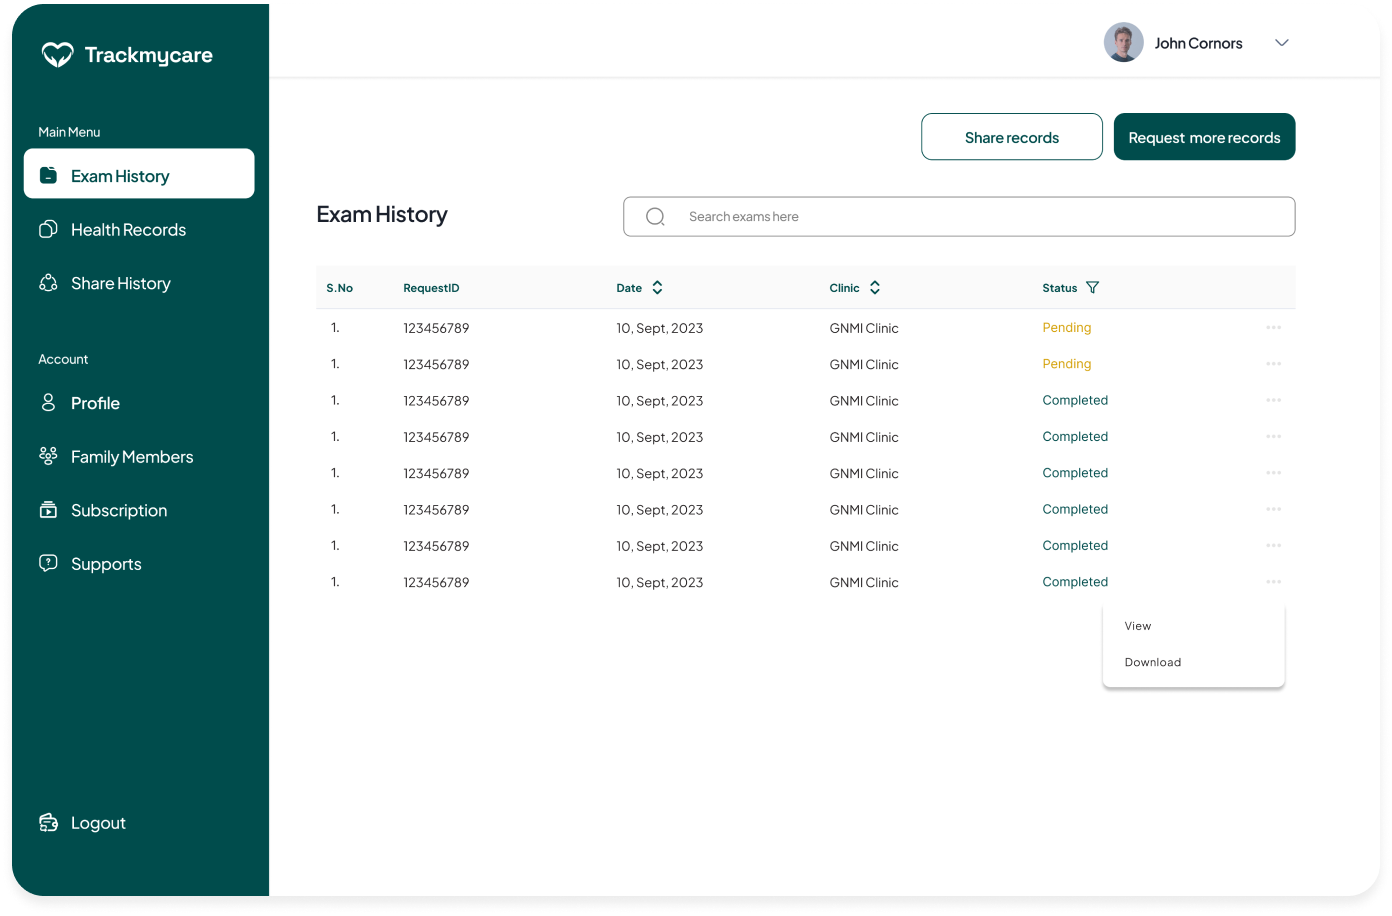 Trackmycare
John Cornors
Main Menu
Exam History
Health Records
Share History
Account
Profile
Family Members
Subscription
Supports
Logout
Share records
Request more records
Exam History
Search exams here
S.No RequestID Date Clinic Status
1. 123456789 10, Sept, 2023 GNMI Clinic Pending
1. 123456789 10, Sept, 2023 GNMI Clinic Pending
1. 123456789 10, Sept, 2023 GNMI Clinic Completed
1. 123456789 10, Sept, 2023 GNMI Clinic Completed
1. 123456789 10, Sept, 2023 GNMI Clinic Completed
1. 123456789 10, Sept, 2023 GNMI Clinic Completed
1. 123456789 10, Sept, 2023 GNMI Clinic Completed
1. 123456789 10, Sept, 2023 GNMI Clinic Completed
View
Download